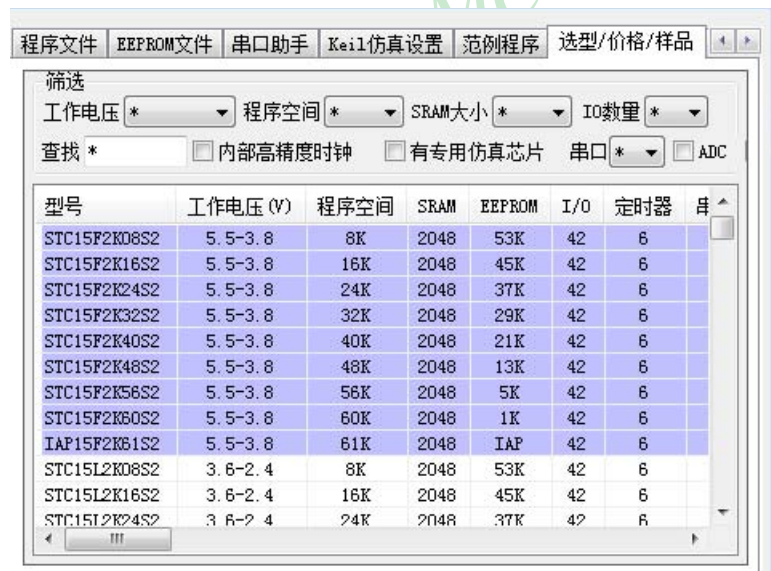 程序文件 EEPROM文件 串口助手 Keil仿真设置 范例程序 选型/价格/样品
筛选
工作电压 * 程序空间 * SRAM大小 * IO数量 *
查找 * 内部高精度时钟 有专用仿真芯片 串口 * ADC
型号 工作电压(V) 程序空间 SRAM EEPROM I/O 定时器 串
STC15F2K08S2 5.5-3.8 8K 2048 53K 42 6
STC15F2K16S2 5.5-3.8 16K 2048 45K 42 6
STC15F2K24S2 5.5-3.8 24K 2048 37K 42 6
STC15F2K32S2 5.5-3.8 32K 2048 29K 42 6
STC15F2K40S2 5.5-3.8 40K 2048 21K 42 6
STC15F2K48S2 5.5-3.8 48K 2048 13K 42 6
STC15F2K56S2 5.5-3.8 56K 2048 5K 42 6
STC15F2K60S2 5.5-3.8 60K 2048 1K 42 6
IAP15F2K61S2 5.5-3.8 61K 2048 IAP 42 6
STC15L2K08S2 3.6-2.4 8K 2048 53K 42 6
STC15L2K16S2 3.6-2.4 16K 2048 45K 42 6
STC15L2K24S2 3.6-2.4 24K 2048 37K 42 6